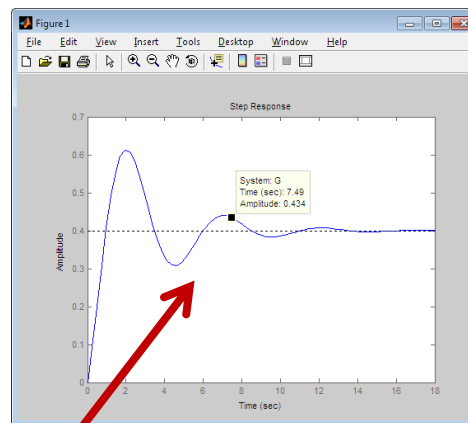 Figure 1
File Edit View Insert Tools Desktop Window Help
Step Response
0.7
0.6
0.5
0.4
0.3
0.2
0.1
0
System: G
Time (sec): 7.49
Amplitude: 0.434
Amplitude
0 2 4 6 8 10 12 14 16 18
Time (sec)